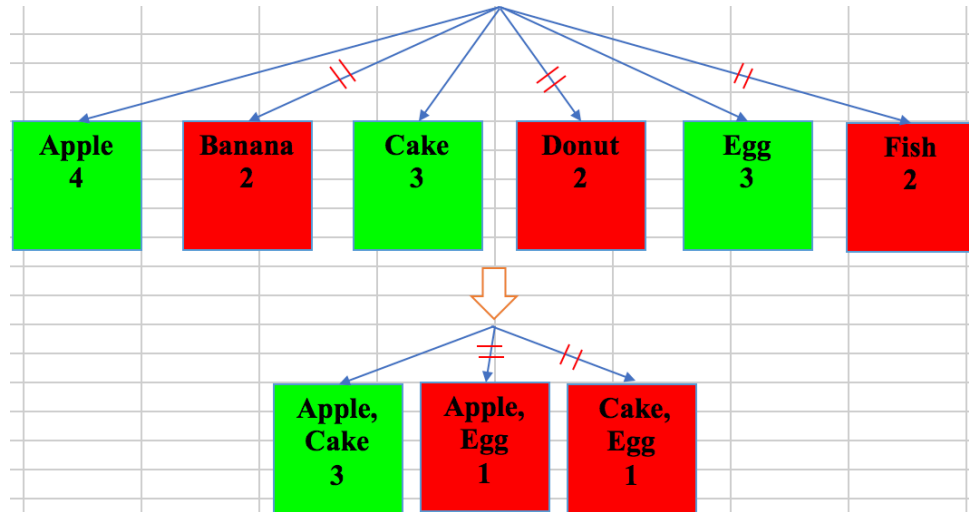 Apple
4
Banana
2
Cake
3
Donut
2
Egg
3
Fish
2
Apple,
Cake
3
Apple,
Egg
1
Cake,
Egg
1